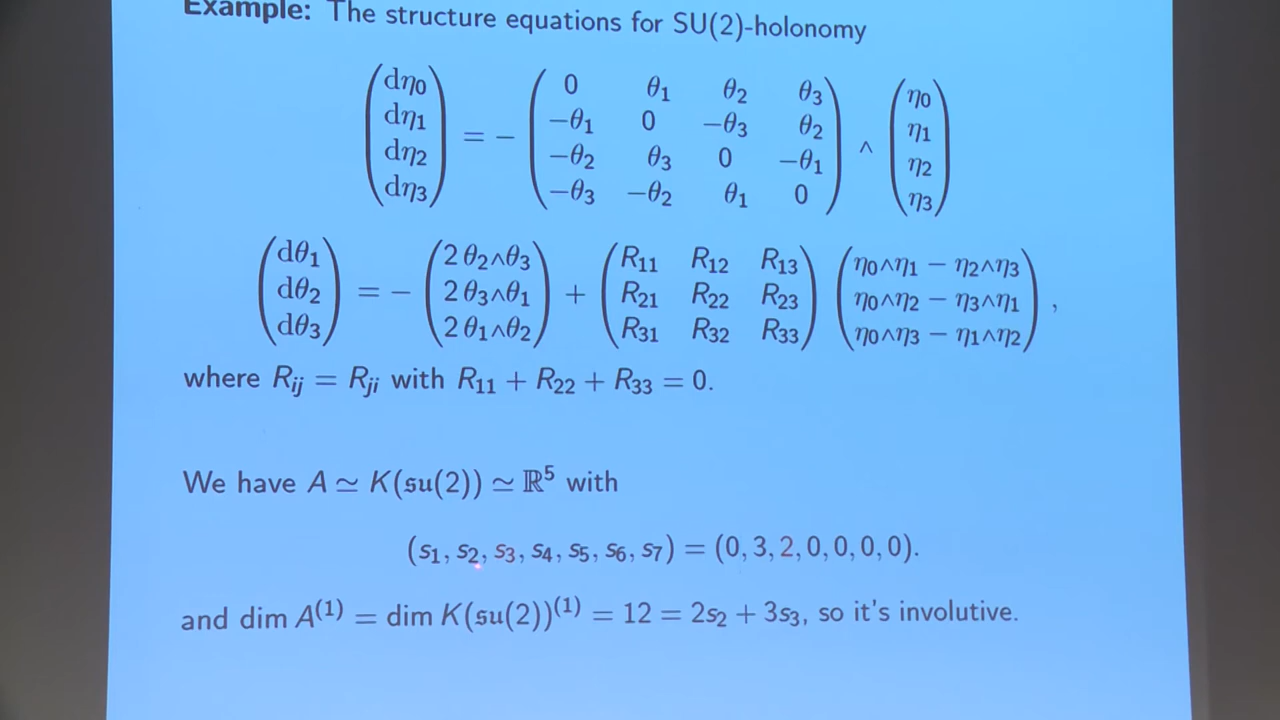 Example: The structure equations for SU(2)-holonomy
(dη₀ dη₁ dη₂ dη₃) = − (0 θ₁ θ₂ θ₃; −θ₁ 0 −θ₃ θ₂; −θ₂ θ₃ 0 −θ₁; −θ₃ −θ₂ θ₁ 0) ∧ (η₀ η₁ η₂ η₃)
(dθ₁ dθ₂ dθ₃) = − (2 θ₂∧θ₃ 2 θ₃∧θ₁ 2 θ₁∧θ₂) + (R₁₁ R₁₂ R₁₃; R₂₁ R₂₂ R₂₃; R₃₁ R₃₂ R₃₃) (η₀∧η₁ − η₂∧η₃ η₀∧η₂ − η₃∧η₁ η₀∧η₃ − η₁∧η₂),
where Rᵢⱼ = Rⱼᵢ with R₁₁ + R₂₂ + R₃₃ = 0.
We have A ≃ K(𝔰𝔲(2)) ≃ ℝ⁵ with
(s₁, s₂, s₃, s₄, s₅, s₆, s₇) = (0, 3, 2, 0, 0, 0, 0).
and dim A⁽¹⁾ = dim K(𝔰𝔲(2))⁽¹⁾ = 12 = 2s₂ + 3s₃, so it's involutive.